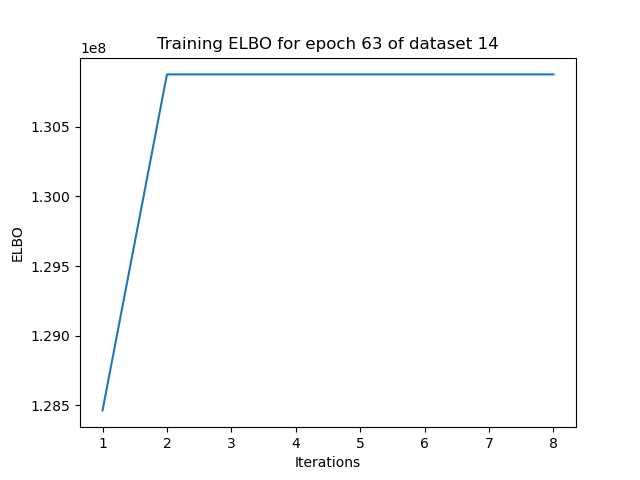 Training ELBO for epoch 63 of dataset 14
1e8
1.305
1.300
1.295
1.290
1.285
ELBO
1 2 3 4 5 6 7 8
Iterations